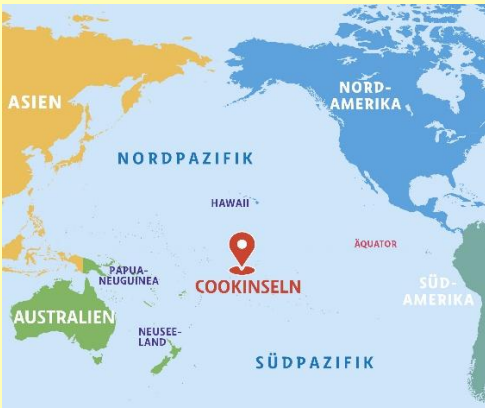 ASIEN
NORD-
AMERIKA
NORDPAZIFIK
HAWAII
ÄQUATOR
PAPUA-
NEUGUINEA
COOKINSELN
SÜD-
AMERIKA
AUSTRALIEN
NEUSEE-
LAND
SÜDPAZIFIK